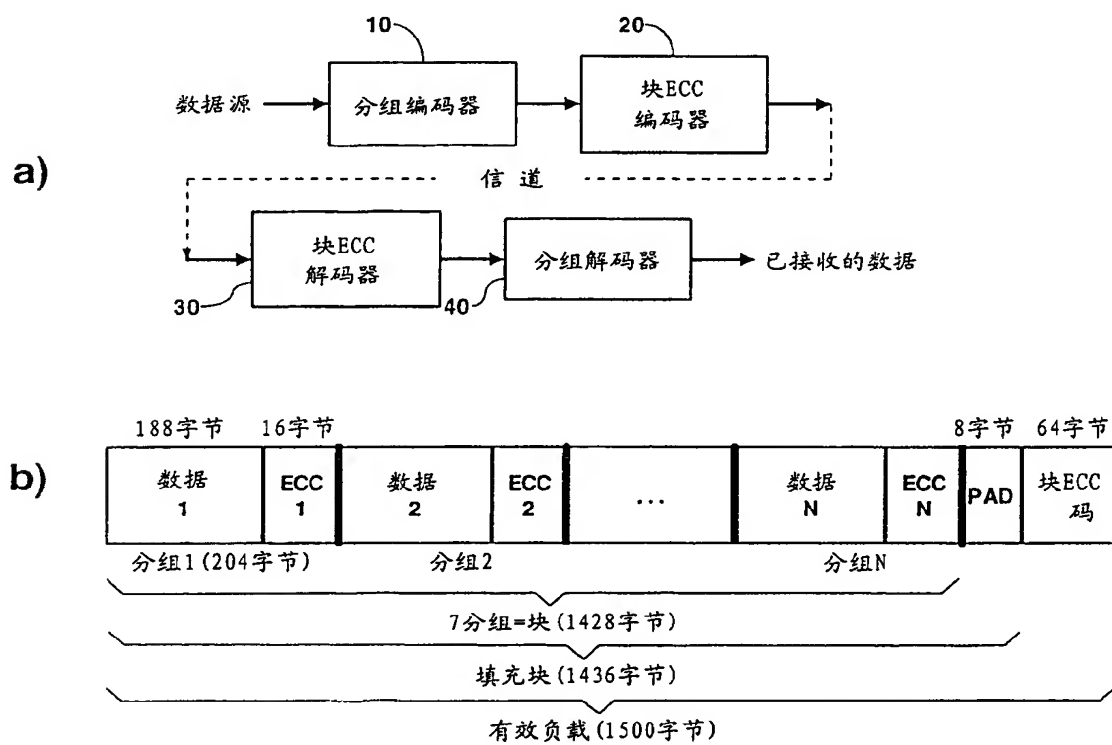 10
20
数据源
分组编码器
块ECC
编码器
a)
信道
块ECC
解码器
分组解码器
已接收的数据
30
40
188字节
16字节
8字节
64字节
b)
数据
1
ECC
1
数据
2
ECC
2
...
数据
N
ECC
N
PAD
块ECC
码
分组1(204字节)
分组2
分组N
7分组=块(1428字节)
填充块(1436字节)
有效负载(1500字节)